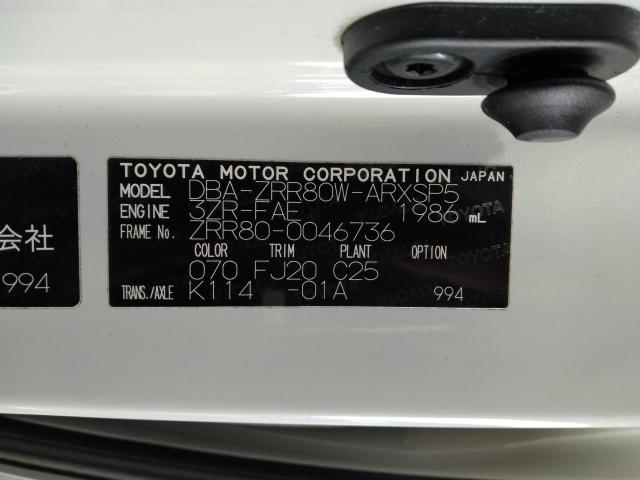 会社
994
TOYOTA MOTOR CORPORATION JAPAN
MODEL DBA-ZRR80W-ARXSP5
ENGINE 3ZR-FAE 1986 mL
FRAME No. ZRR80-0046736
COLOR TRIM PLANT OPTION
070 FJ20 C25
TRANS./AXLE K114 -01A 994